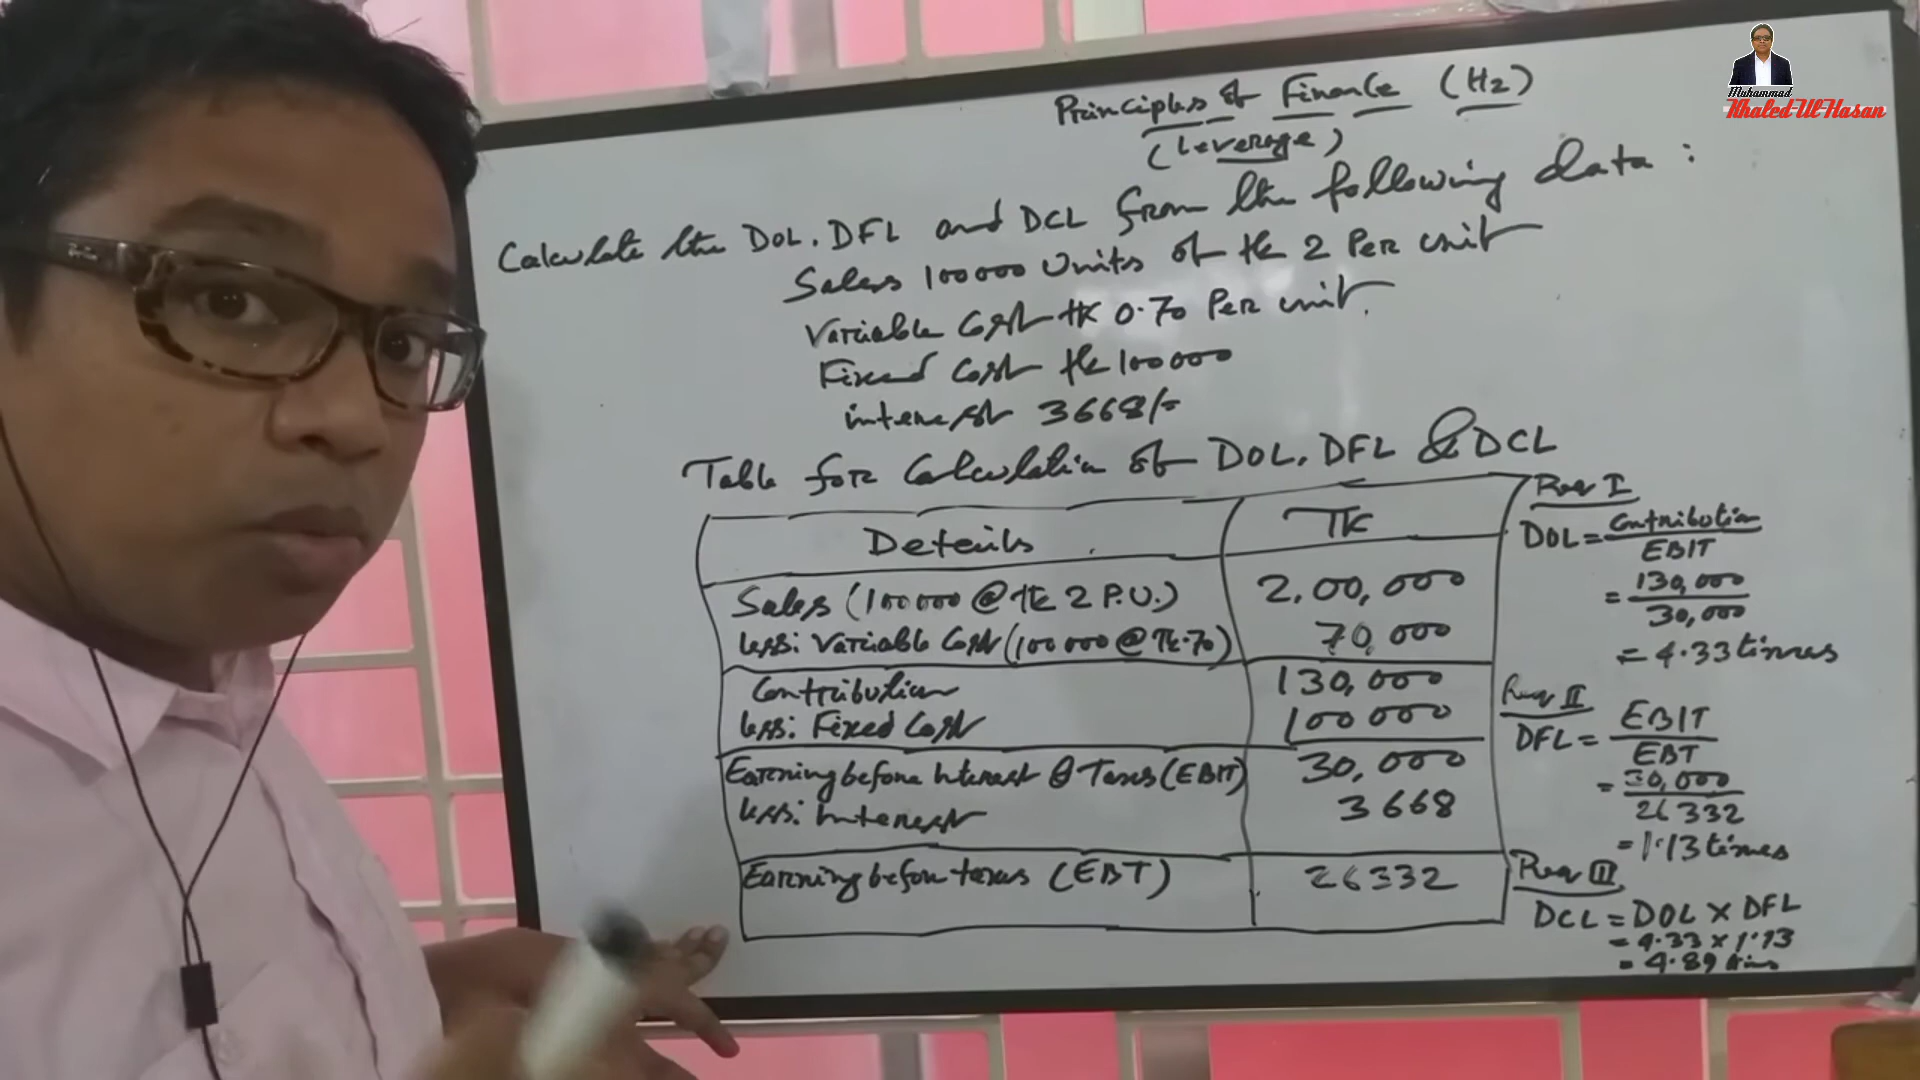 Muhammad
Khaled-Ul-Hasan
Principles of Finance (H2)
(Leverage)
Calculate the DOL, DFL and DCL from the following data:
Sales 100000 Units of tk 2 Per unit
Variable Cost tk 0.70 Per unit.
Fixed Cost tk 100000
interest 3668/=
Table for Calculation of DOL, DFL & DCL
Details TK
Sales (100000 @ tk 2 P.U.) 2,00,000
less: Variable Cost (100000 @ Tk .70) 70,000
Contribution 130,000
less: Fixed Cost 100000
Earning before Interest & Taxes (EBIT) 30,000
less: Interest 3668
Earning before taxes (EBT) 26332
Req I
DOL = Contribution
EBIT
= 130,000
30,000
= 4.33 times
Req II
DFL = EBIT
EBT
= 30,000
26332
= 1.13 times
Req III
DCL = DOL X DFL
= 4.33 x 1.13
= 4.89 times